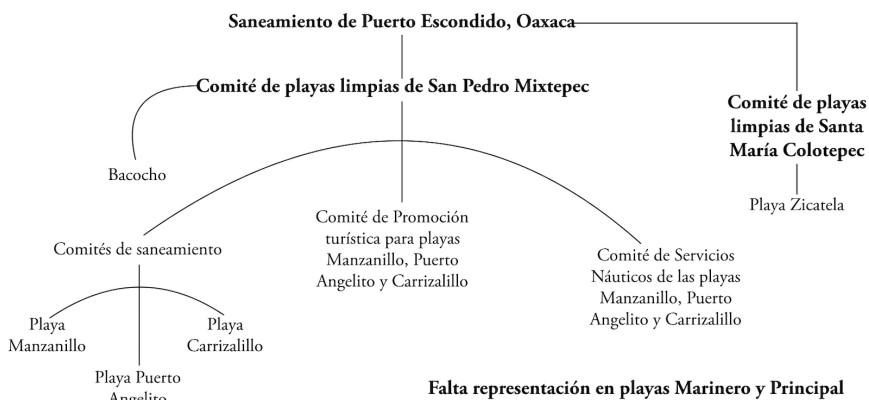 Saneamiento de Puerto Escondido, Oaxaca
Comité de playas limpias de San Pedro Mixtepec
Comité de playas
limpias de Santa
María Colotepec
Bacocho
Playa Zicatela
Comités de saneamiento
Comité de Promoción
turística para playas
Manzanillo, Puerto
Angelito y Carrizalillo
Comité de Servicios
Náuticos de las playas
Manzanillo, Puerto
Angelito y Carrizalillo
Playa
Manzanillo
Playa
Carrizalillo
Playa Puerto
Angelito
Falta representación en playas Marinero y Principal